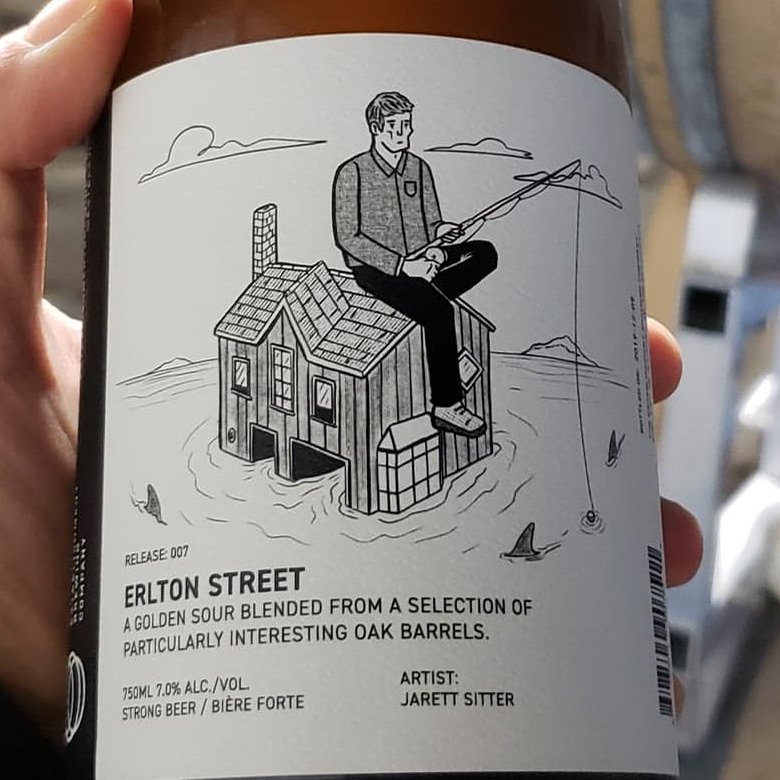 RELEASE: 007
ERLTON STREET
A GOLDEN SOUR BLENDED FROM A SELECTION OF
PARTICULARLY INTERESTING OAK BARRELS.
750ML 7.0% ALC./VOL.
STRONG BEER / BIÈRE FORTE
ARTIST:
JARETT SITTER
COMPANY